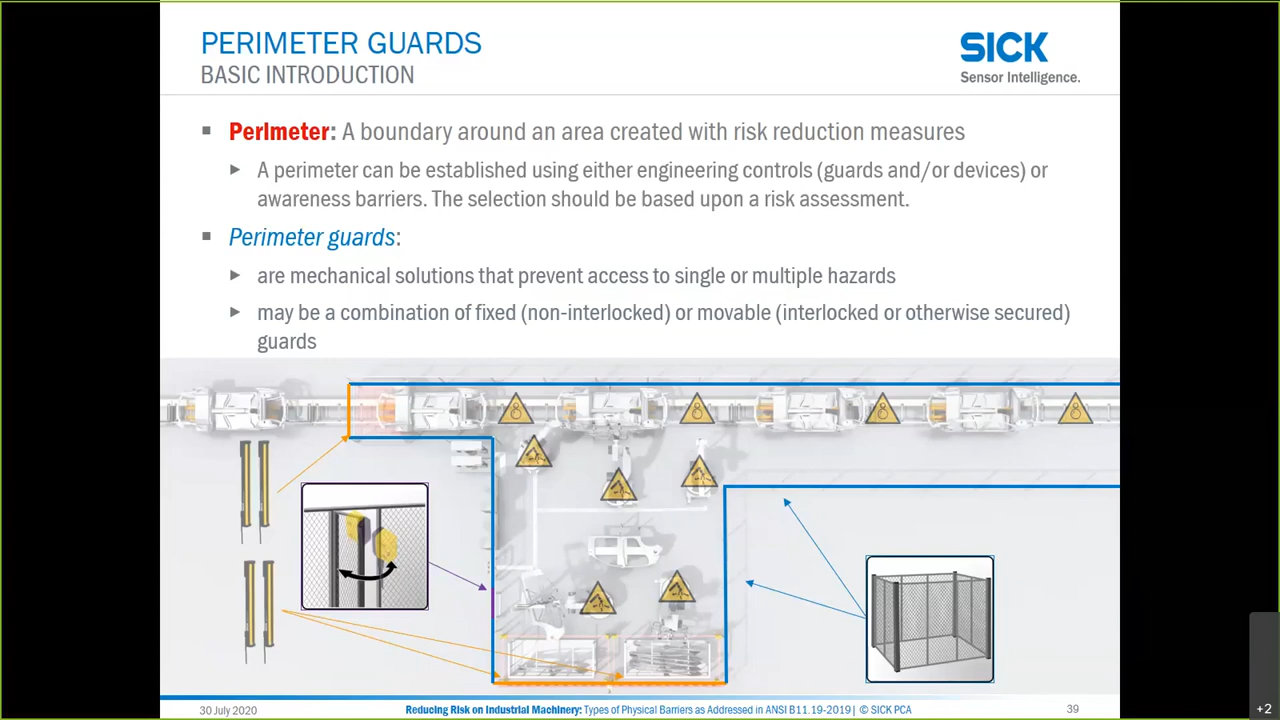 PERIMETER GUARDS
BASIC INTRODUCTION
SICK
Sensor Intelligence.
PerImeter: A boundary around an area created with risk reduction measures
A perimeter can be established using either engineering controls (guards and/or devices) or
awareness barriers. The selection should be based upon a risk assessment.
Perimeter guards:
are mechanical solutions that prevent access to single or multiple hazards
may be a combination of fixed (non-interlocked) or movable (interlocked or otherwise secured)
guards
30 July 2020
Reducing Risk on Industrial Machinery: Types of Physical Barriers as Addressed in ANSI B11.19-2019 | © SICK PCA
39
+2